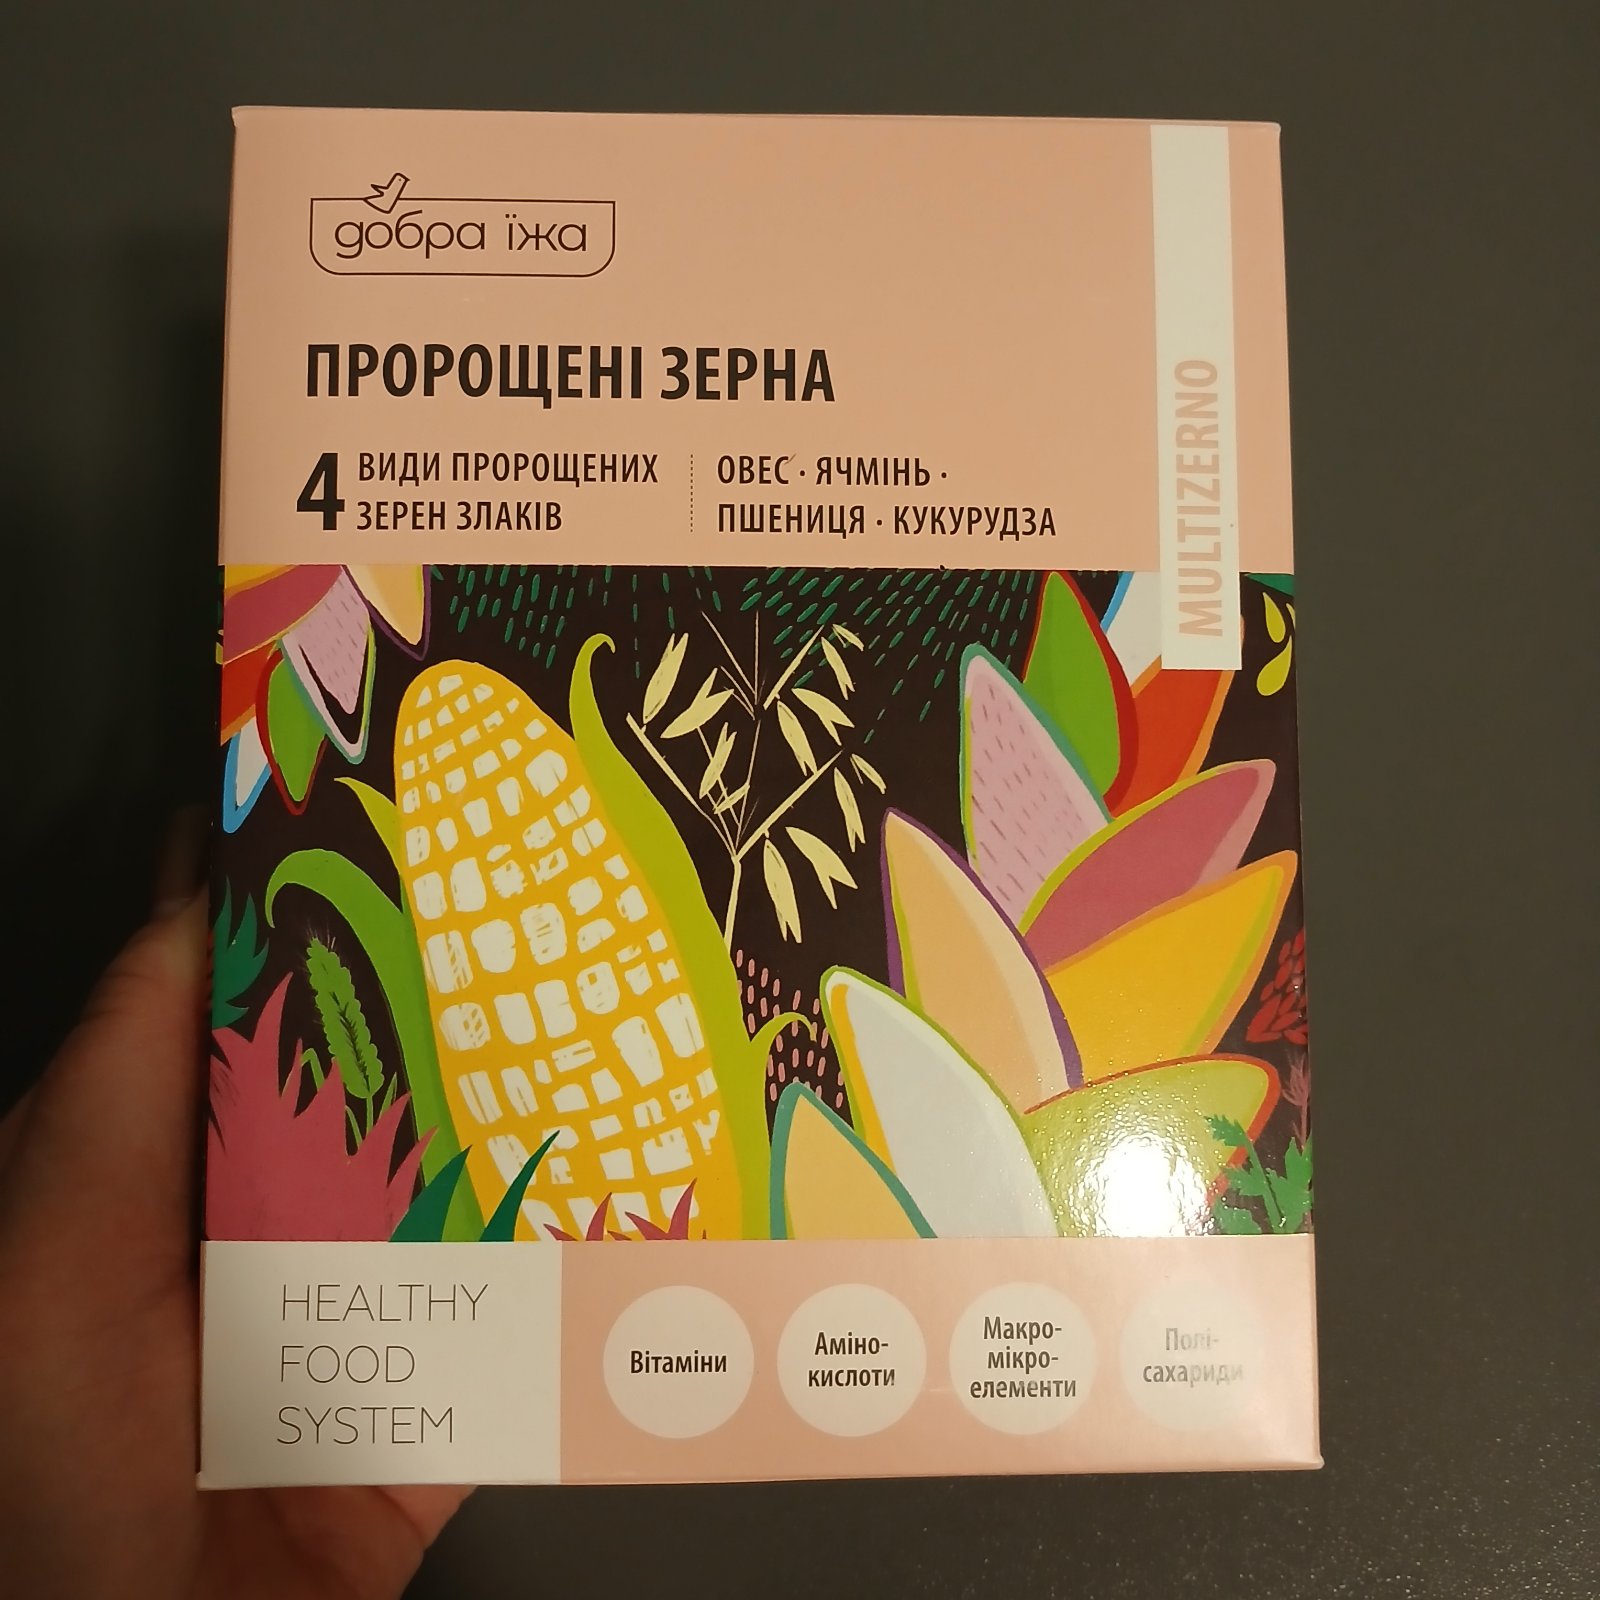 добра їжа
ПРОРОЩЕНІ ЗЕРНА
4 ВИДИ ПРОРОЩЕНИХ
ЗЕРЕН ЗЛАКІВ
ОВЕС · ЯЧМІНЬ ·
ПШЕНИЦЯ · КУКУРУДЗА
MULTIZERNO
HEALTHY
FOOD
SYSTEM
Вітаміни
Аміно-
кислоти
Макро-
мікро-
елементи
Полі-
сахариди